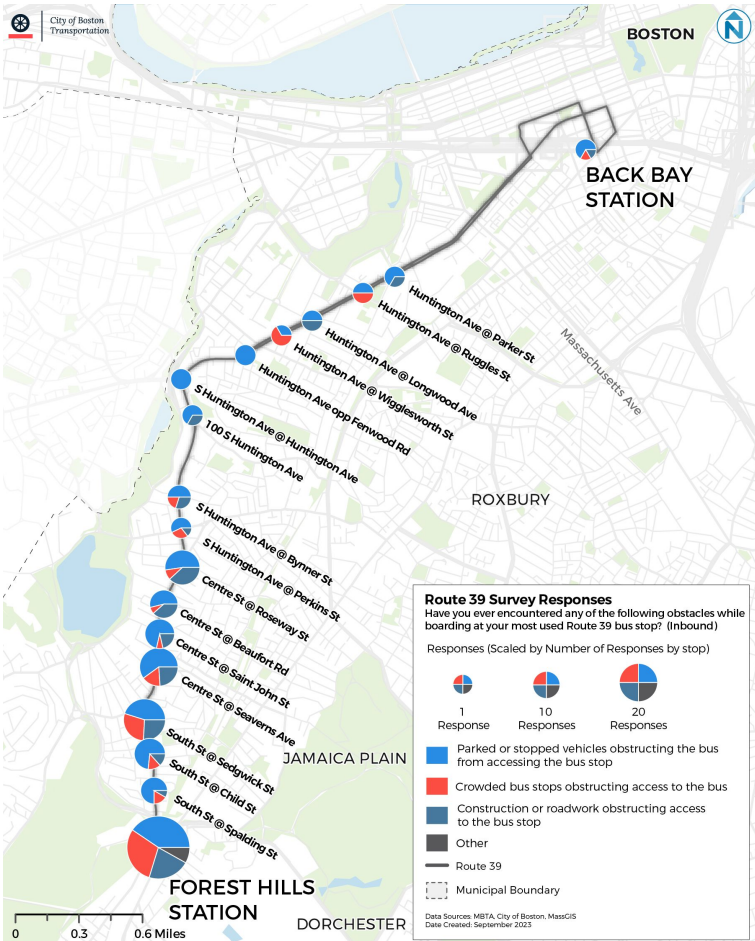 City of Boston
Transportation
BOSTON
N
BACK BAY
STATION
Huntington Ave @ Parker St
Huntington Ave @ Ruggles St
Huntington Ave @ Longwood Ave
Huntington Ave @ Wigglesworth St
Huntington Ave opp Fenwood Rd
S Huntington Ave @ Huntington Ave
100 S Huntington Ave
Massachusetts Ave
ROXBURY
S Huntington Ave @ Bynner St
S Huntington Ave @ Perkins St
Centre St @ Roseway St
Centre St @ Beaufort Rd
Centre St @ Saint John St
Centre St @ Seaverns Ave
JAMAICA PLAIN
South St @ Sedgwick St
South St @ Child St
South St @ Spalding St
FOREST HILLS
STATION
DORCHESTER
0 0.3 0.6 Miles
Route 39 Survey Responses
Have you ever encountered any of the following obstacles while
boarding at your most used Route 39 bus stop? (Inbound)
Responses (Scaled by Number of Responses by stop)
1
Response
10
Responses
20
Responses
Parked or stopped vehicles obstructing the bus
from accessing the bus stop
Crowded bus stops obstructing access to the bus
Construction or roadwork obstructing access
to the bus stop
Other
Route 39
Municipal Boundary
Data Sources: MBTA, City of Boston, MassGIS
Date Created: September 2023